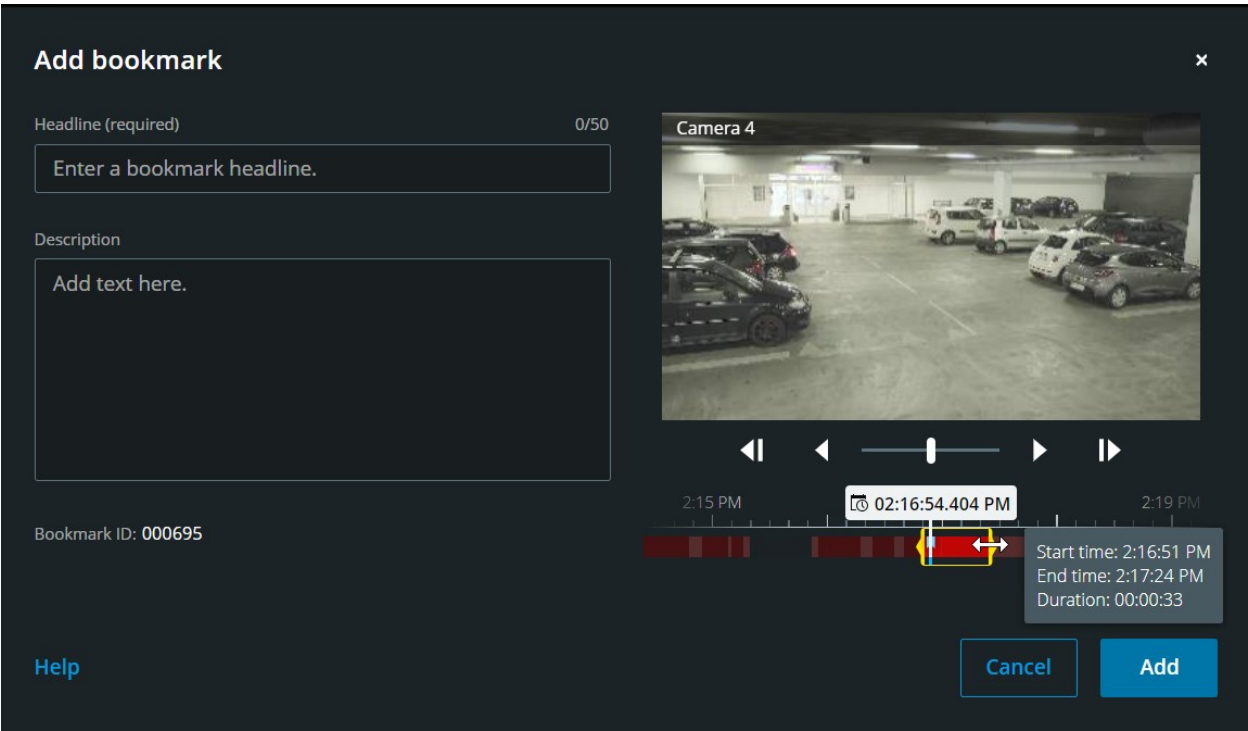 Add bookmark
Headline (required)
0/50
Enter a bookmark headline.
Description
Add text here.
Bookmark ID: 000695
Camera 4
2:15 PM
02:16:54.404 PM
2:19 PM
Start time: 2:16:51 PM
End time: 2:17:24 PM
Duration: 00:00:33
Help
Cancel
Add